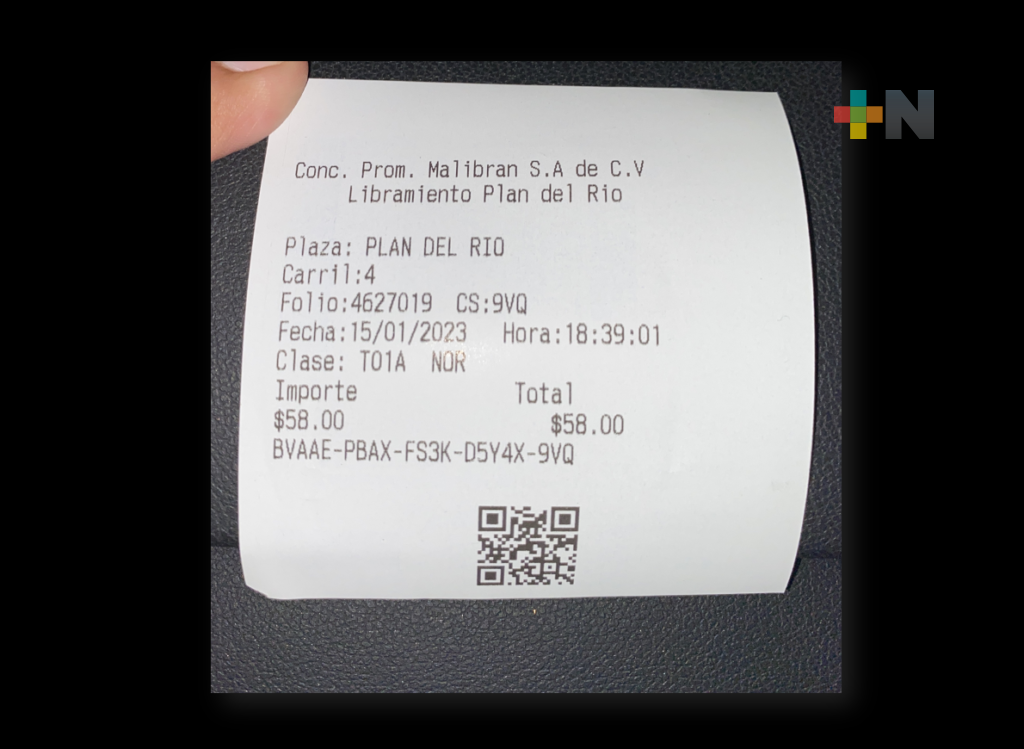 +N
Conc. Prom. Malibran S.A de C.V
Libramiento Plan del Rio
Plaza: PLAN DEL RIO
Carril:4
Folio:4627019 CS:9VQ
Fecha:15/01/2023 Hora:18:39:01
Clase: T01A NOR
Importe Total
$58.00 $58.00
BVAAE-PBAX-FS3K-D5Y4X-9VQ